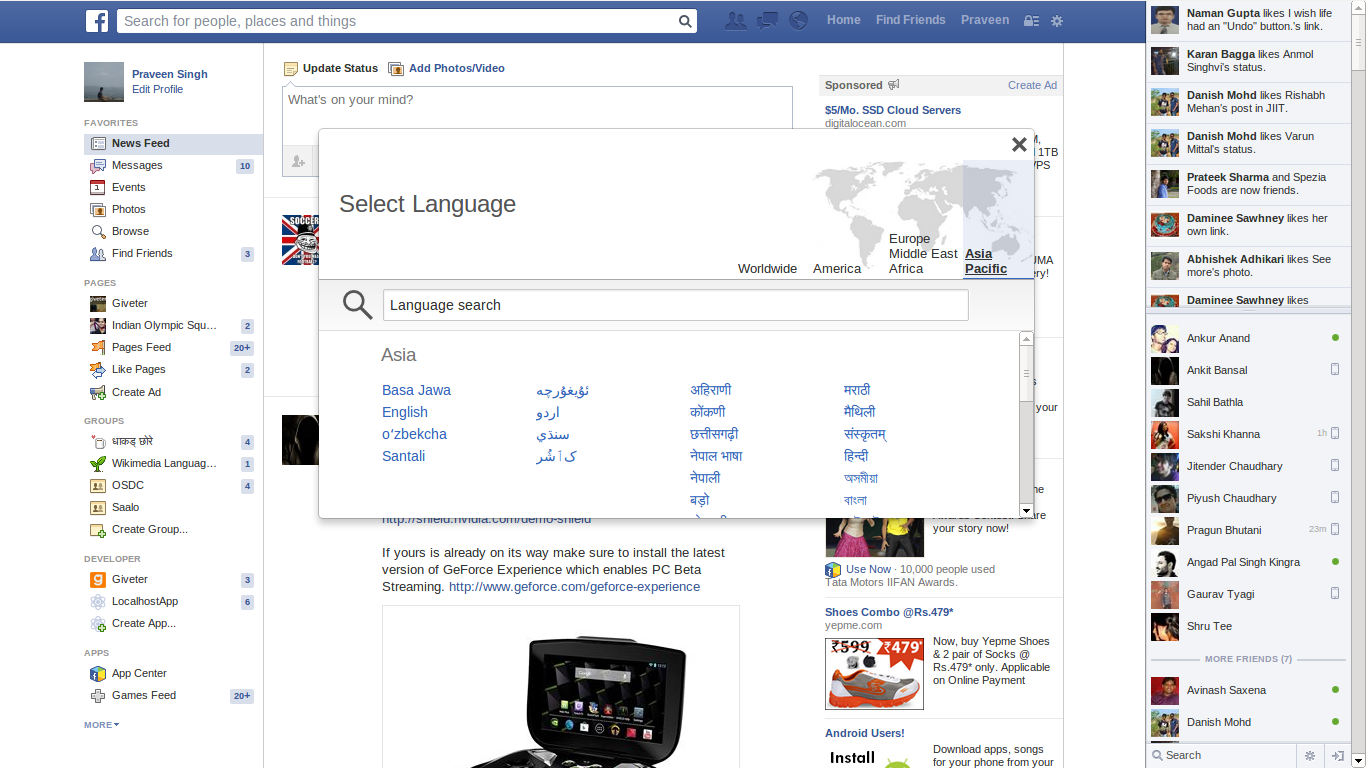 Search for people, places and things
Home
Find Friends
Praveen
Praveen Singh
Edit Profile
FAVORITES
News Feed
Messages 10
Events
Photos
Browse
Find Friends 3
PAGES
Giveter
Indian Olympic Squ... 2
Pages Feed 20+
Like Pages 2
Create Ad
GROUPS
धाकड़ छोरे 4
Wikimedia Languag... 1
OSDC 4
Saalo
Create Group...
DEVELOPER
Giveter 3
LocalhostApp 6
Create App...
APPS
App Center
Games Feed 20+
MORE
Update Status
Add Photos/Video
What's on your mind?
SOCCER
Select Language
Worldwide
America
Europe
Middle East
Africa
Asia
Pacific
Language search
Asia
Basa Jawa
English
oʻzbekcha
Santali
ئۇيغۇرچه
اردو
سنڌي
अहिराणी
कोंकणी
छत्तीसगढ़ी
नेपाल भाषा
नेपाली
बड़ो
मराठी
मैथिली
संस्कृतम्
हिन्दी
অসমীয়া
বাংলা
http://shield.nvidia.com/demo-shield
If yours is already on its way make sure to install the latest
version of GeForce Experience which enables PC Beta
Streaming. http://www.geforce.com/geforce-experience
Sponsored
Create Ad
$5/Mo. SSD Cloud Servers
digitalocean.com
1TB
your
your story now!
Use Now · 10,000 people used
Tata Motors IIFAN Awards.
Shoes Combo @Rs.479*
yepme.com
₹599 ₹479*
Now, buy Yepme Shoes
& 2 pair of Socks @
Rs.479* only. Applicable
on Online Payment
Android Users!
Install
Download apps, songs
for your phone from your
Naman Gupta likes I wish life
had an "Undo" button.'s link.
Karan Bagga likes Anmol
Singhvi's status.
Danish Mohd likes Rishabh
Mehan's post in JIIT.
Danish Mohd likes Varun
Mittal's status.
Prateek Sharma and Spezia
Foods are now friends.
Daminee Sawhney likes her
own link.
Abhishek Adhikari likes See
more's photo.
Daminee Sawhney likes
Ankur Anand
Ankit Bansal
Sahil Bathla
Sakshi Khanna 1h
Jitender Chaudhary
Piyush Chaudhary
Pragun Bhutani 23m
Angad Pal Singh Kingra
Gaurav Tyagi
Shru Tee
MORE FRIENDS (7)
Avinash Saxena
Danish Mohd
Search